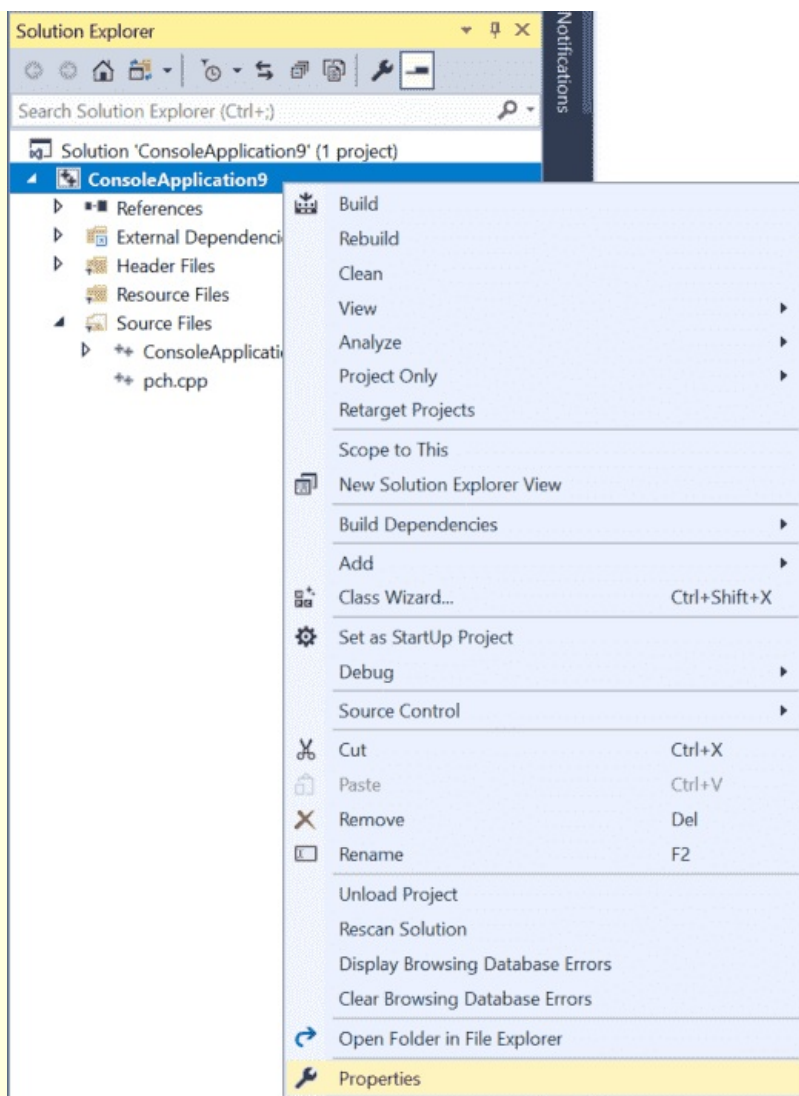 Solution Explorer
Notifications
Search Solution Explorer (Ctrl+;)
Solution 'ConsoleApplication9' (1 project)
ConsoleApplication9
References
External Dependenci
Header Files
Resource Files
Source Files
ConsoleApplicati
pch.cpp
Build
Rebuild
Clean
View
Analyze
Project Only
Retarget Projects
Scope to This
New Solution Explorer View
Build Dependencies
Add
Class Wizard... Ctrl+Shift+X
Set as StartUp Project
Debug
Source Control
Cut Ctrl+X
Paste Ctrl+V
Remove Del
Rename F2
Unload Project
Rescan Solution
Display Browsing Database Errors
Clear Browsing Database Errors
Open Folder in File Explorer
Properties